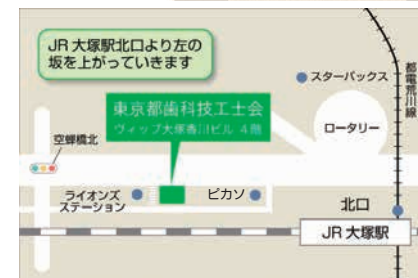 JR 大塚駅北口より左の
坂を上がっていきます
スターバックス
都電荒川線
東京都歯科技工士会
ヴィップ大塚香川ビル 4階
ロータリー
空蝉橋北
ライオンズ
ステーション
ピカソ
北口
JR 大塚駅